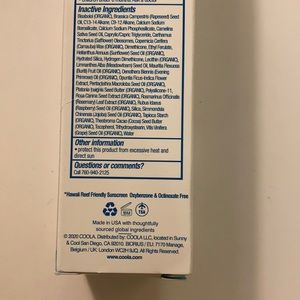 Inactive Ingredients
Bisabolol (ORGANIC), Brassica Campestris (Rapeseed) Seed
Oil, C13-14 Alkane, C9-12 Alkane, Calcium Sodium Borosilicate,
Calcium Sodium Phosphosilicate, Camelina
Sativa Seed Oil, Caprylic/Capric Triglyceride, Carthamus
Tinctorius (Safflower) Seed Oleosomes, Copernicia Cerifera
(Carnauba) Wax (ORGANIC), Dimethicone, Ethyl Ferulate,
Helianthus Annuus (Sunflower) Seed Oil (ORGANIC),
Hydrated Silica, Hydrogen Dimethicone, Lecithin (ORGANIC),
Limnanthes Alba (Meadowfoam) Seed Oil, Mauritia Flexuosa
(Buriti) Fruit Oil (ORGANIC), Oenothera Biennis (Evening
Primrose) Oil (ORGANIC), Opuntia Ficus-Indica Flower
Extract, Pentaclethra Macroloba Seed Oil (ORGANIC),
(ORGANIC), Polysilicone-11,
Rosa Canina Seed Extract (ORGANIC), Rosmarinus Officinalis
(Rosemary) Leaf Extract (ORGANIC), Rubus Idaeus
(Raspberry) Seed Oil (ORGANIC), Silica, Simmondsia
Chinensis (Jojoba) Seed Oil (ORGANIC), Tapioca Starch
(ORGANIC), Theobroma Cacao (Cocoa) Seed Butter
(ORGANIC), Tocopherol, Trihydroxystearin, Vitis Vinifera
(Grape) Seed Oil (ORGANIC), Water
Other information
• protect this product from excessive heat and
direct sun
Questions or comments?
Call 760-940-2125
*Hawaii Reef Friendly Sunscreen. Oxybenzone & Octinoxate Free
Made in USA with thoughtfully
sourced global ingredients
© 2020 COOLA. Distributed by: COOLA LLC, located in Sunny
& Cool San Diego, CA 92010 BIORIUS / EU: 7170 Manage,
Belgium / UK: London WC2H 9JQ. All Rights Reserved.
www.coola.com